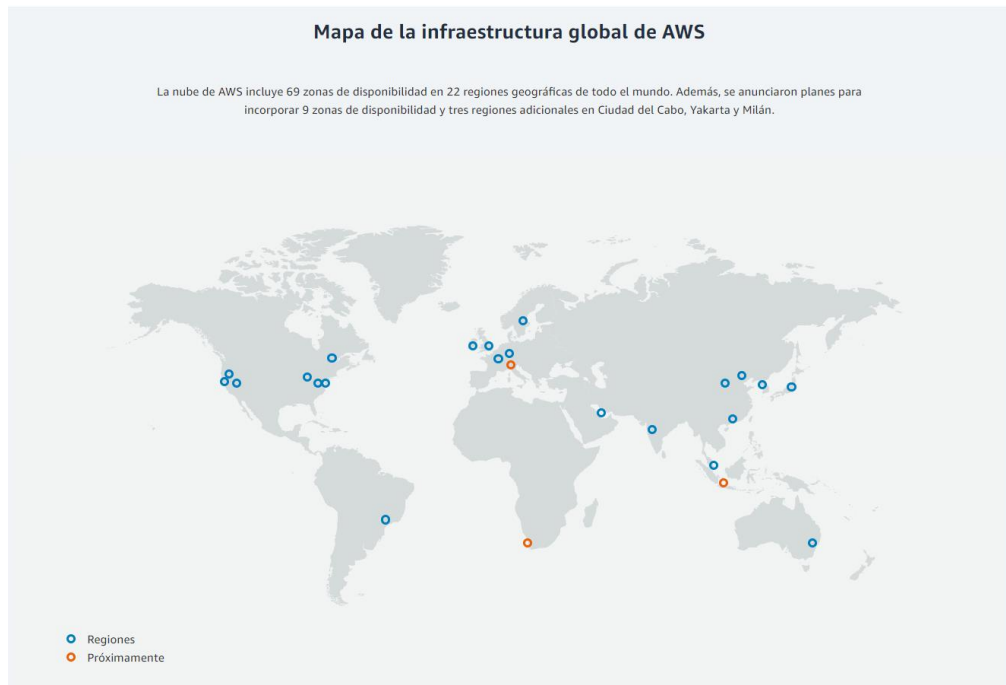 Mapa de la infraestructura global de AWS
La nube de AWS incluye 69 zonas de disponibilidad en 22 regiones geográficas de todo el mundo. Además, se anunciaron planes para
incorporar 9 zonas de disponibilidad y tres regiones adicionales en Ciudad del Cabo, Yakarta y Milán.
Regiones
Próximamente